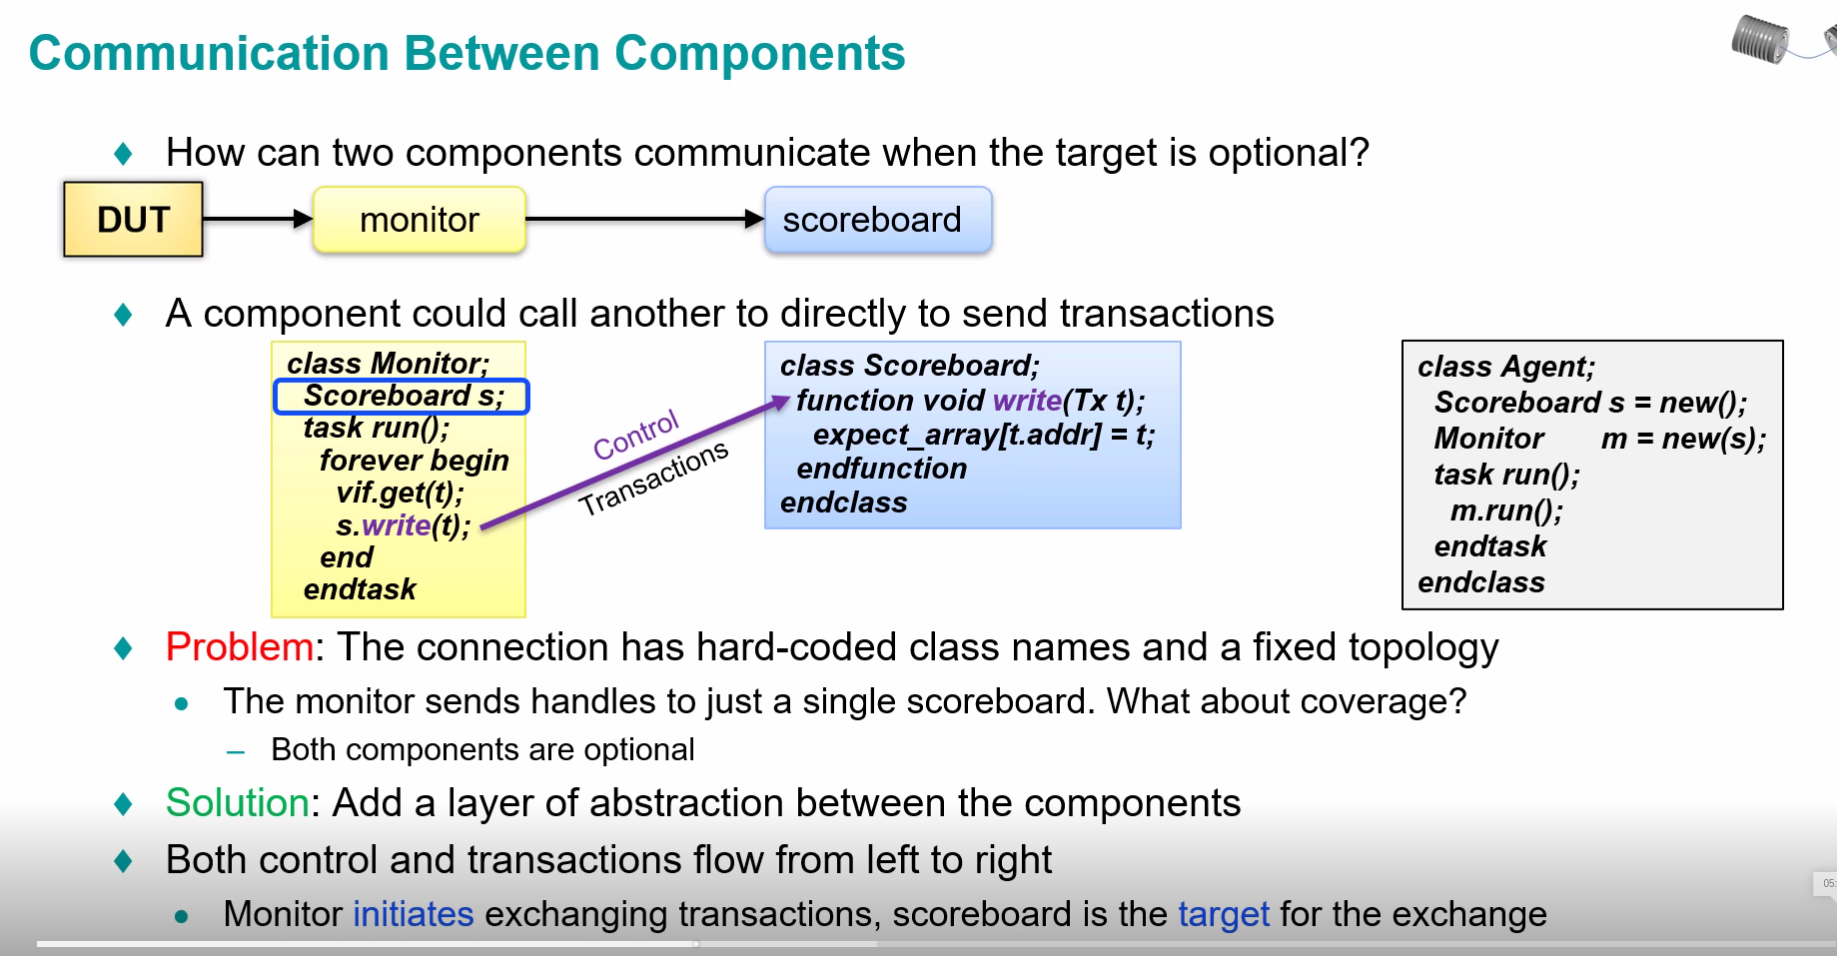 Communication Between Components
How can two components communicate when the target is optional?
DUT
monitor
scoreboard
A component could call another to directly to send transactions
class Monitor;
Scoreboard s;
task run();
forever begin
vif.get(t);
s.write(t);
end
endtask
Control
Transactions
class Scoreboard;
function void write(Tx t);
expect_array[t.addr] = t;
endfunction
endclass
class Agent;
Scoreboard s = new();
Monitor m = new(s);
task run();
m.run();
endtask
endclass
Problem: The connection has hard-coded class names and a fixed topology
The monitor sends handles to just a single scoreboard. What about coverage?
– Both components are optional
Solution: Add a layer of abstraction between the components
Both control and transactions flow from left to right
Monitor initiates exchanging transactions, scoreboard is the target for the exchange
05: